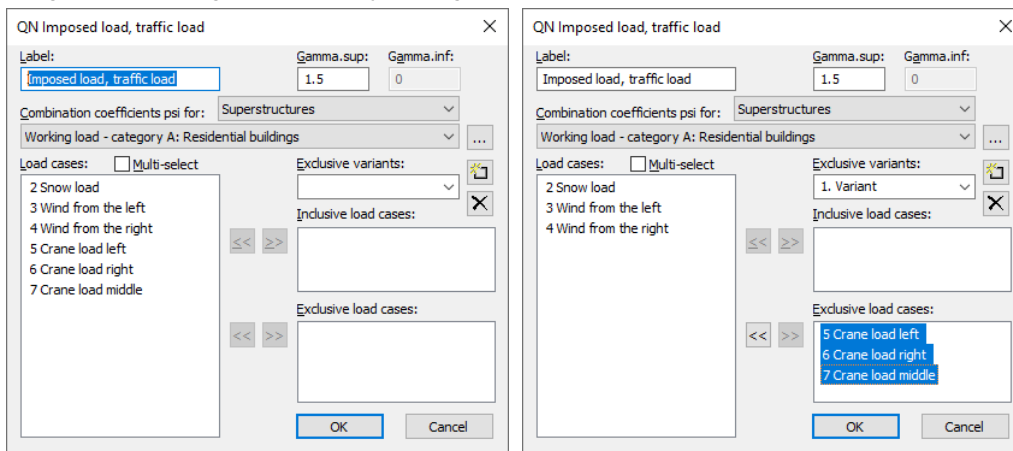 QN Imposed load, traffic load
Label:
Gamma.sup:
Gamma.inf:
Imposed load, traffic load
1.5
0
Combination coefficients psi for:
Superstructures
Working load - category A: Residential buildings
...
Load cases:
Multi-select
Exclusive variants:
2 Snow load
3 Wind from the left
4 Wind from the right
5 Crane load left
6 Crane load right
7 Crane load middle
Inclusive load cases:
<<
>>
Exclusive load cases:
<<
>>
OK
Cancel
QN Imposed load, traffic load
Label:
Gamma.sup:
Gamma.inf:
Imposed load, traffic load
1.5
0
Combination coefficients psi for:
Superstructures
Working load - category A: Residential buildings
...
Load cases:
Multi-select
Exclusive variants:
2 Snow load
3 Wind from the left
4 Wind from the right
1. Variant
Inclusive load cases:
<<
>>
Exclusive load cases:
<<
>>
5 Crane load left
6 Crane load right
7 Crane load middle
OK
Cancel